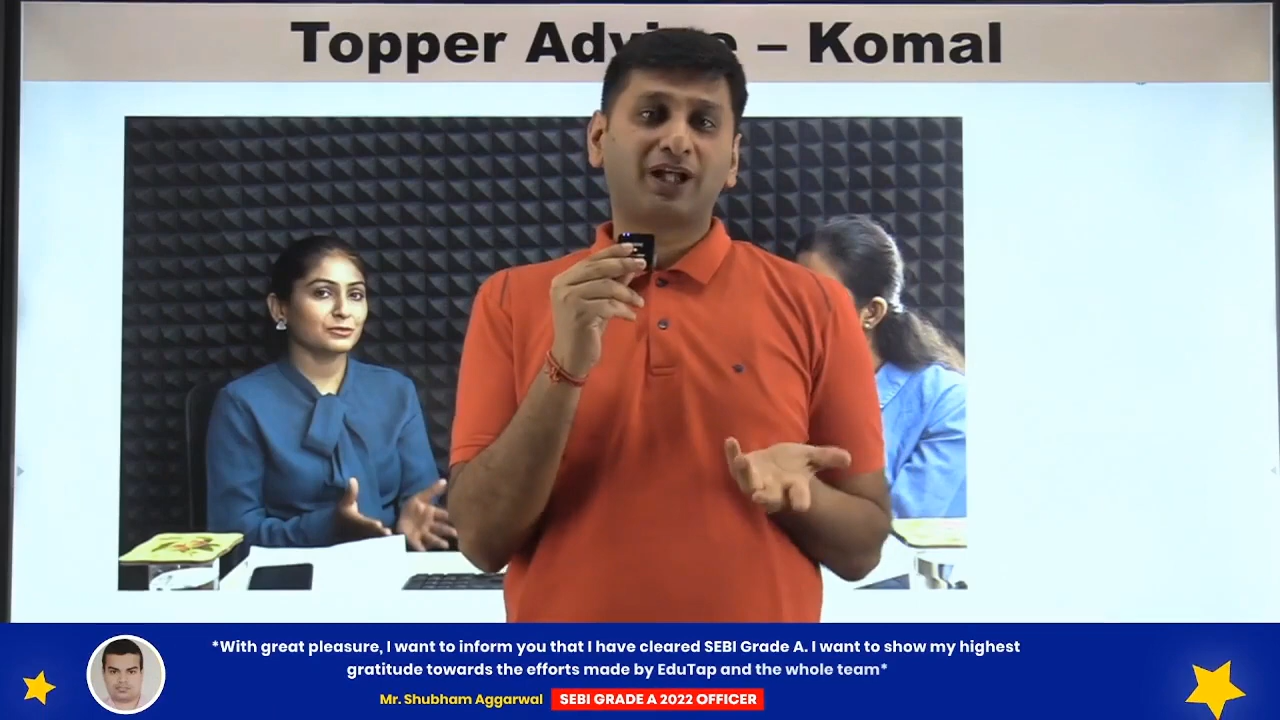 Topper – Komal
*With great pleasure, I want to inform you that I have cleared SEBI Grade A. I want to show my highest
gratitude towards the efforts made by EduTap and the whole team*
Mr. Shubham Aggarwal SEBI GRADE A 2022 OFFICER